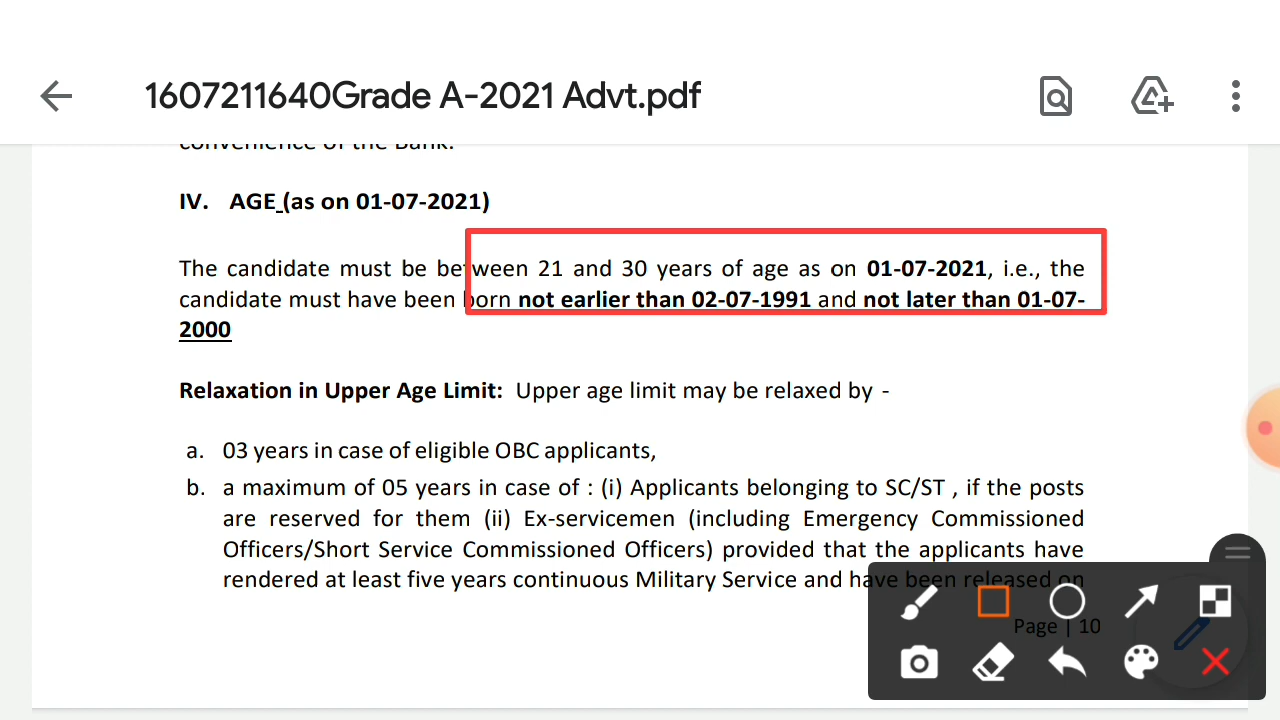 1607211640Grade A-2021 Advt.pdf
convenience of the Bank.
IV. AGE (as on 01-07-2021)
The candidate must be between 21 and 30 years of age as on 01-07-2021, i.e., the
candidate must have been born not earlier than 02-07-1991 and not later than 01-07-
2000
Relaxation in Upper Age Limit: Upper age limit may be relaxed by -
a. 03 years in case of eligible OBC applicants,
b. a maximum of 05 years in case of : (i) Applicants belonging to SC/ST , if the posts
are reserved for them (ii) Ex-servicemen (including Emergency Commissioned
Officers/Short Service Commissioned Officers) provided that the applicants have
rendered at least five years continuous Military Service and have been released on
Page | 10